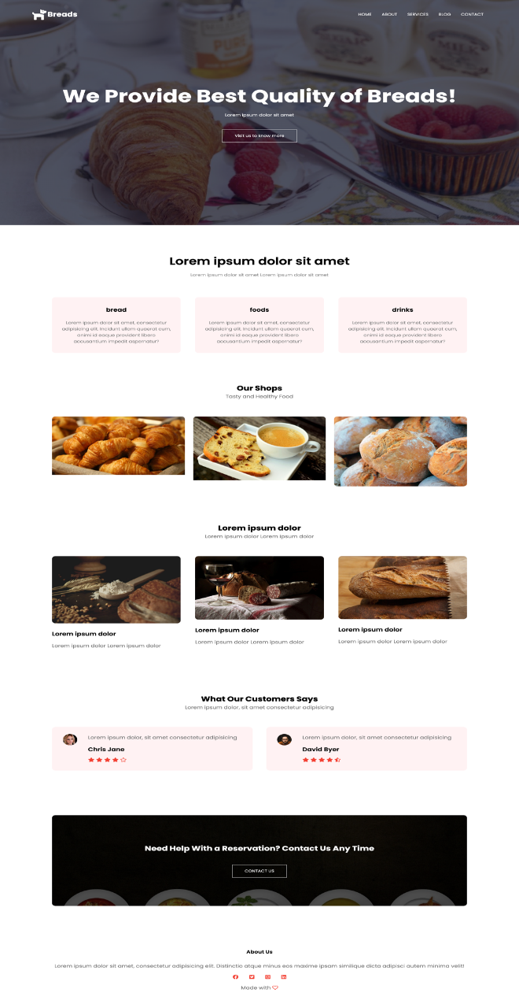 Breads
HOME ABOUT SERVICES BLOG CONTACT
We Provide Best Quality of Breads!
Lorem ipsum dolor sit amet
Visit us to know more
PURE
MILK
Lorem ipsum dolor sit amet
Lorem ipsum dolor sit amet Lorem ipsum dolor sit amet
bread
Lorem ipsum dolor sit amet, consectetur
adipisicing elit. Incidunt ullam quaerat cum,
animi id eaque provident libero
accusantium impedit aspernatur?
foods
Lorem ipsum dolor sit amet, consectetur
adipisicing elit. Incidunt ullam quaerat cum,
animi id eaque provident libero
accusantium impedit aspernatur?
drinks
Lorem ipsum dolor sit amet, consectetur
adipisicing elit. Incidunt ullam quaerat cum,
animi id eaque provident libero
accusantium impedit aspernatur?
Our Shops
Tasty and Healthy Food
Lorem ipsum dolor
Lorem ipsum dolor Lorem ipsum dolor
Lorem ipsum dolor
Lorem ipsum dolor Lorem ipsum dolor
Lorem ipsum dolor
Lorem ipsum dolor Lorem ipsum dolor
Lorem ipsum dolor
Lorem ipsum dolor Lorem ipsum dolor
What Our Customers Says
Lorem ipsum dolor, sit amet consectetur adipisicing
Lorem ipsum dolor, sit amet consectetur adipisicing
Chris Jane
Lorem ipsum dolor, sit amet consectetur adipisicing
David Byer
Need Help With a Reservation? Contact Us Any Time
CONTACT US
About Us
Lorem ipsum dolor sit amet, consectetur adipisicing elit. Distinctio atque minus eos maxime ipsam similique dicta adipisci autem minima velit!
Made with